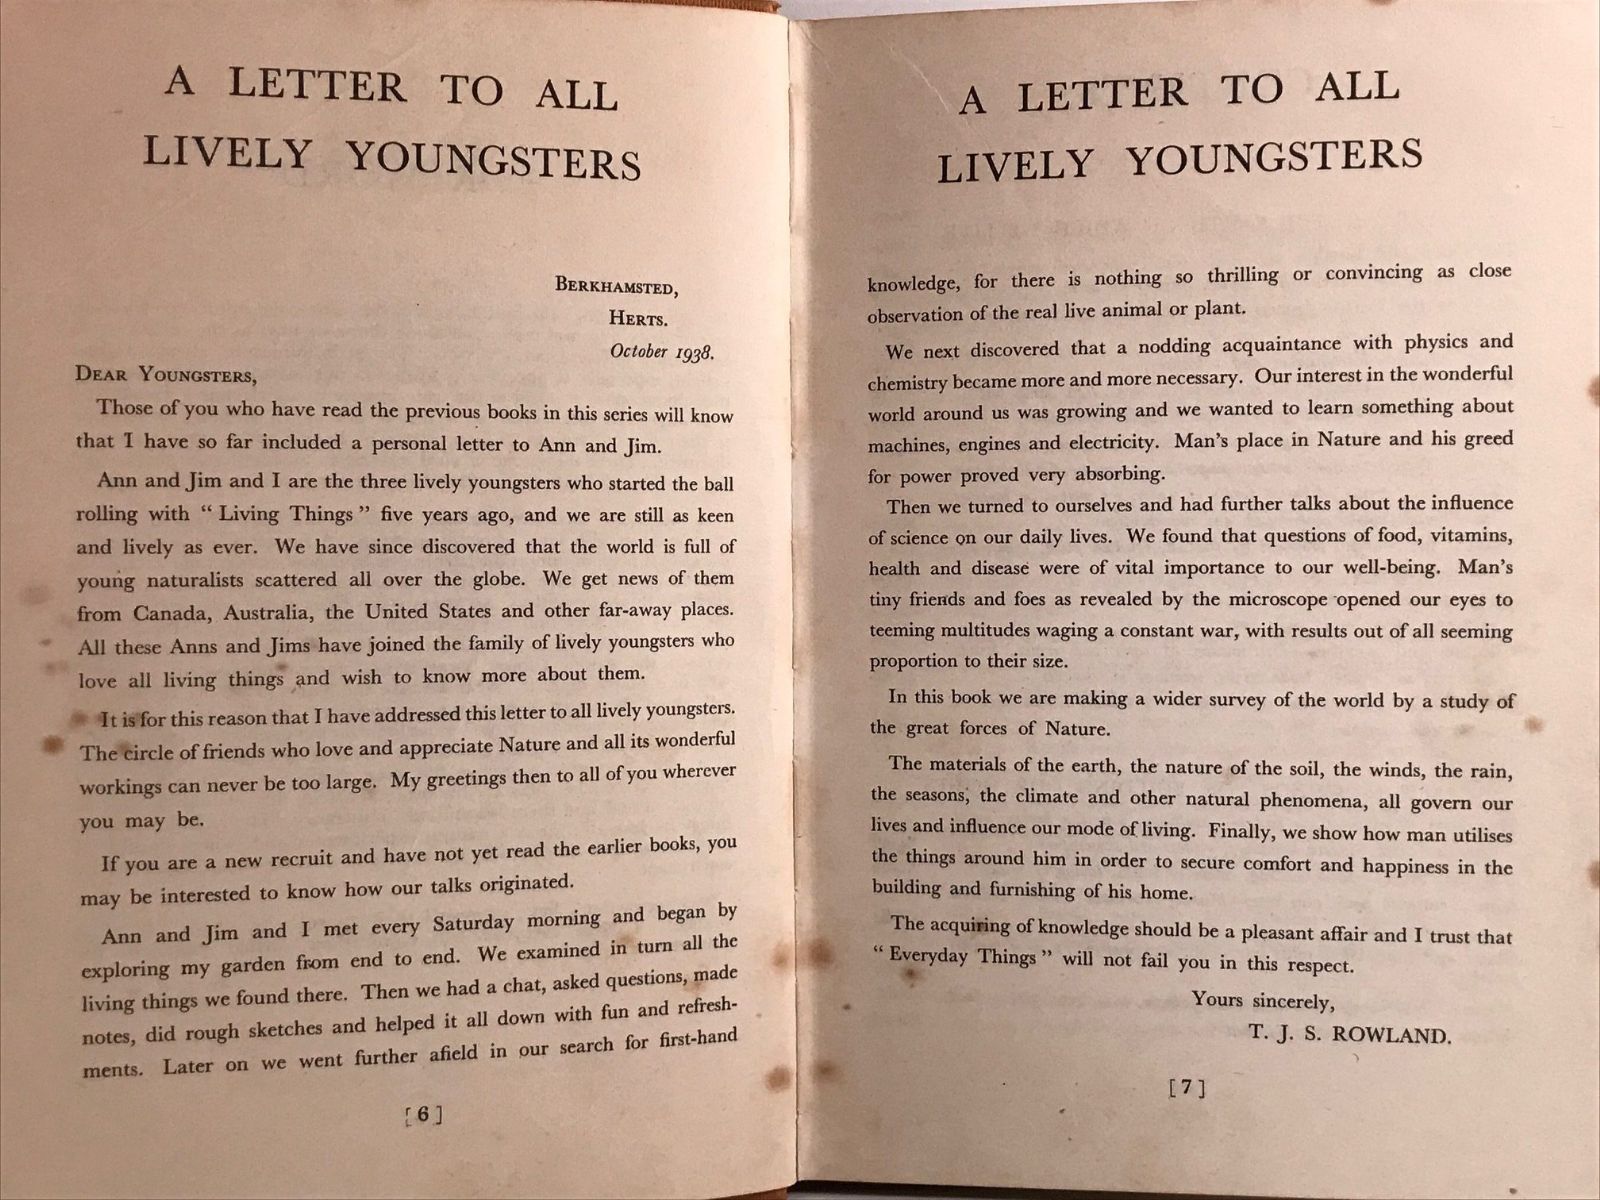 A LETTER TO ALL
LIVELY YOUNGSTERS
BERKHAMSTED,
HERTS.
October 1938.
DEAR YOUNGSTERS,
Those of you who have read the previous books in this series will know
that I have so far included a personal letter to Ann and Jim.
Ann and Jim and I are the three lively youngsters who started the ball
rolling with “ Living Things ” five years ago, and we are still as keen
and lively as ever. We have since discovered that the world is full of
young naturalists scattered all over the globe. We get news of them
from Canada, Australia, the United States and other far-away places.
All these Anns and Jims have joined the family of lively youngsters who
love all living things and wish to know more about them.
It is for this reason that I have addressed this letter to all lively youngsters.
The circle of friends who love and appreciate Nature and all its wonderful
workings can never be too large. My greetings then to all of you wherever
you may be.
If you are a new recruit and have not yet read the earlier books, you
may be interested to know how our talks originated.
Ann and Jim and I met every Saturday morning and began by
exploring my garden from end to end. We examined in turn all the
living things we found there. Then we had a chat, asked questions, made
notes, did rough sketches and helped it all down with fun and refresh-
ments. Later on we went further afield in our search for first-hand
[6]
A LETTER TO ALL
LIVELY YOUNGSTERS
knowledge, for there is nothing so thrilling or convincing as close
observation of the real live animal or plant.
We next discovered that a nodding acquaintance with physics and
chemistry became more and more necessary. Our interest in the wonderful
world around us was growing and we wanted to learn something about
machines, engines and electricity. Man's place in Nature and his greed
for power proved very absorbing.
Then we turned to ourselves and had further talks about the influence
of science on our daily lives. We found that questions of food, vitamins,
health and disease were of vital importance to our well-being. Man's
tiny friends and foes as revealed by the microscope opened our eyes to
teeming multitudes waging a constant war, with results out of all seeming
proportion to their size.
In this book we are making a wider survey of the world by a study of
the great forces of Nature.
The materials of the earth, the nature of the soil, the winds, the rain,
the seasons, the climate and other natural phenomena, all govern our
lives and influence our mode of living. Finally, we show how man utilises
the things around him in order to secure comfort and happiness in the
building and furnishing of his home.
The acquiring of knowledge should be a pleasant affair and I trust that
“ Everyday Things ” will not fail you in this respect.
Yours sincerely,
T. J. S. ROWLAND.
[7]